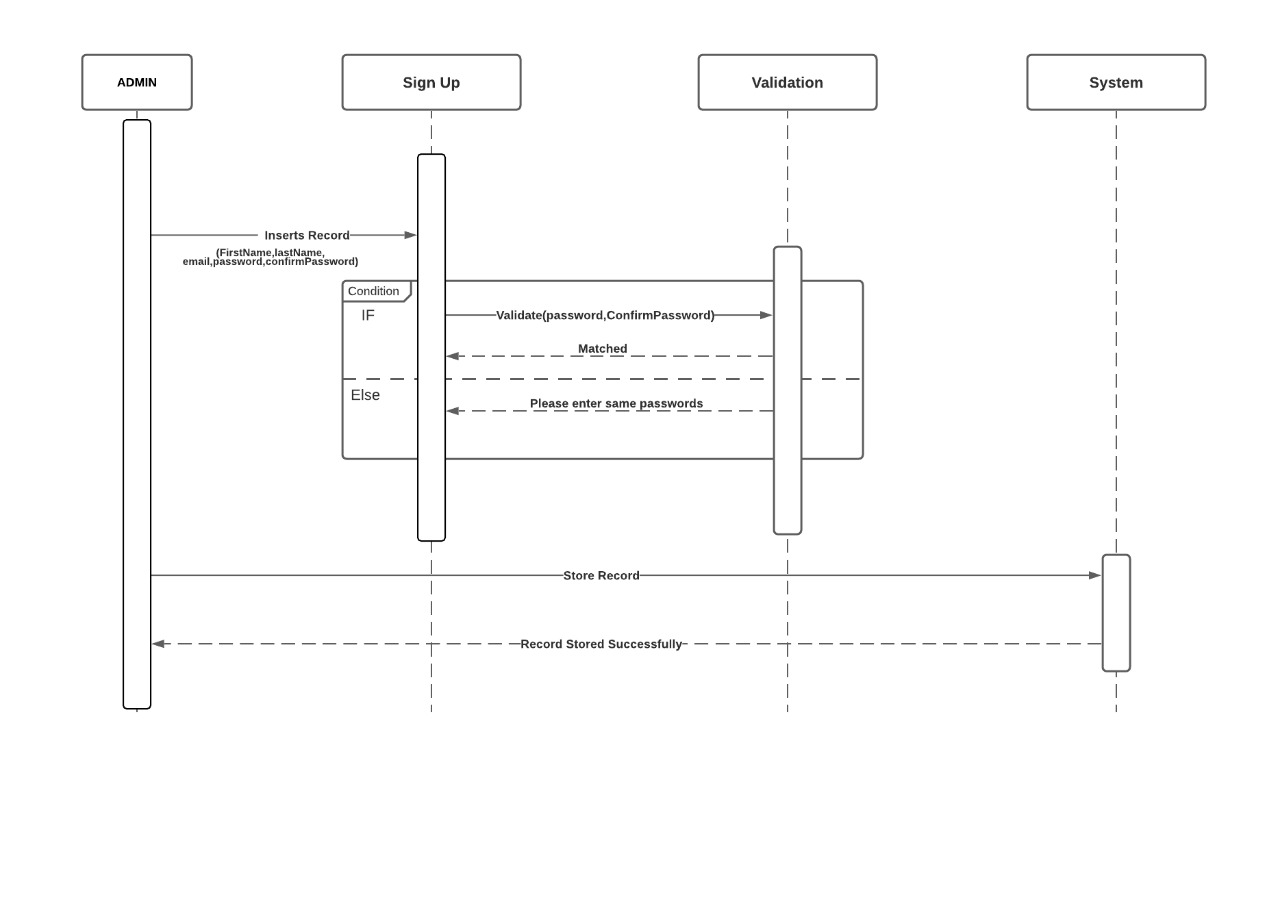 ADMIN
Sign Up
Validation
System
Inserts Record
(FirstName,lastName,
email,password,confirmPassword)
Condition
IF
Validate(password,ConfirmPassword)
Matched
Else
Please enter same passwords
Store Record
Record Stored Successfully